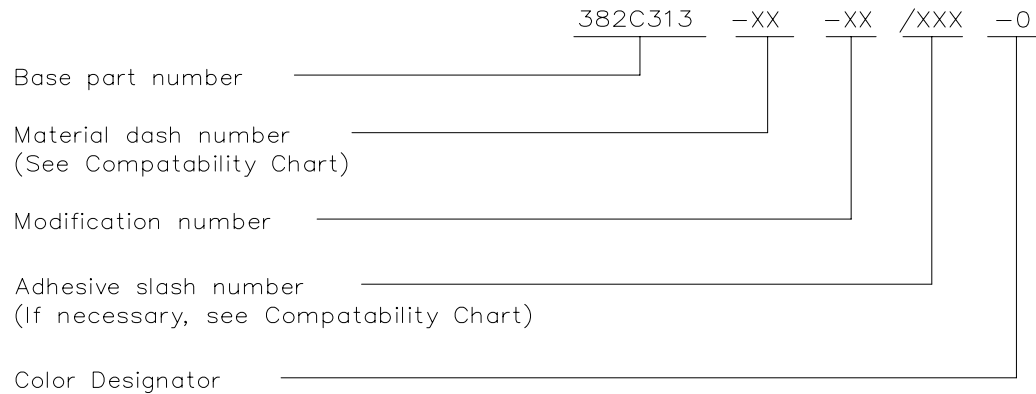 382C313 -XX -XX /XXX -0
Base part number
Material dash number
(See Compatability Chart)
Modification number
Adhesive slash number
(If necessary, see Compatability Chart)
Color Designator